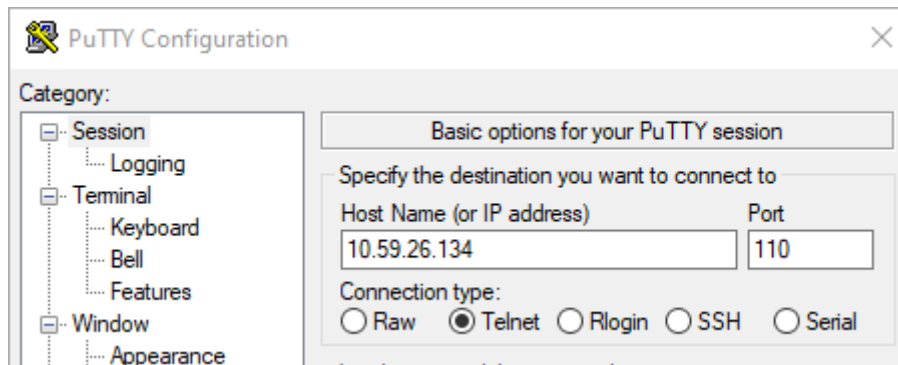 PuTTY Configuration
Category:
Session
Logging
Terminal
Keyboard
Bell
Features
Window
Appearance
Basic options for your PuTTY session
Specify the destination you want to connect to
Host Name (or IP address) Port
10.59.26.134 110
Connection type:
Raw Telnet Rlogin SSH Serial